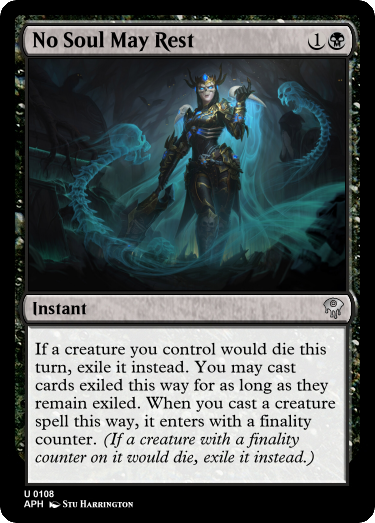 No Soul May Rest 1
Instant
If a creature you control would die this
turn, exile it instead. You may cast
cards exiled this way for as long as they
remain exiled. When you cast a creature
spell this way, it enters with a finality
counter. (If a creature with a finality
counter on it would die, exile it instead.)
U 0108
APH Stu Harrington